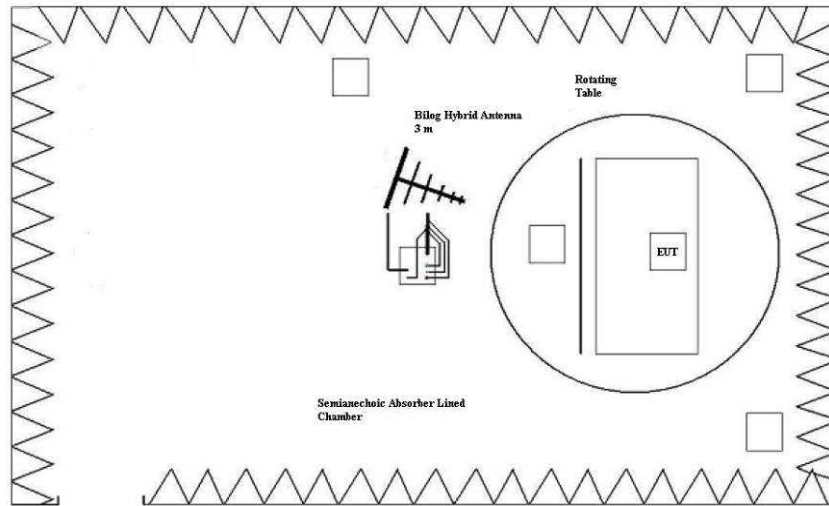 Rotating
Table
Bilog Hybrid Antenna
3 m
EUT
Semianechoic Absorber Lined
Chamber